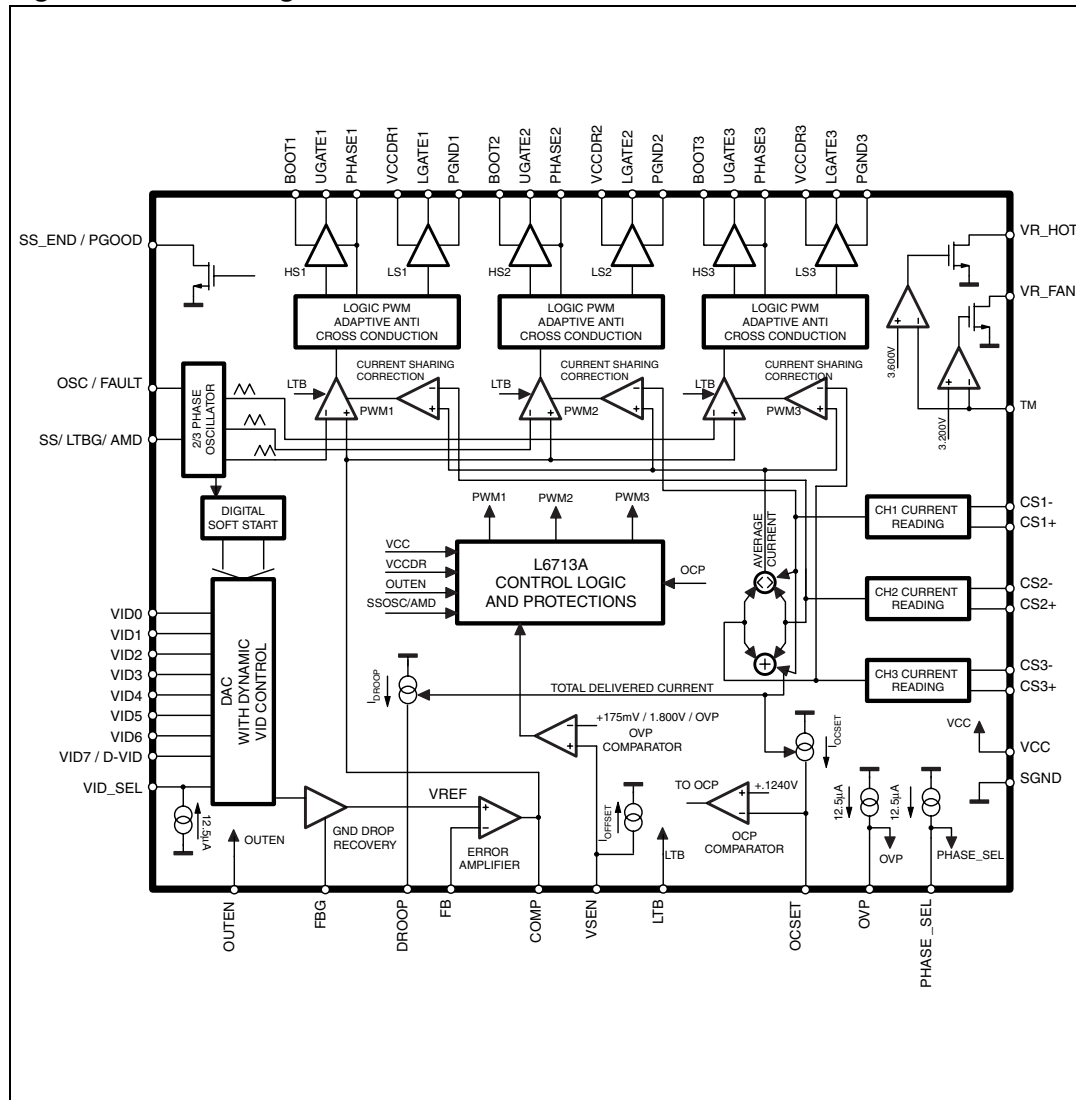 BOOT1
UGATE1
PHASE1
VCCDR1
LGATE1
PGND1
BOOT2
UGATE2
PHASE2
VCCDR2
LGATE2
PGND2
BOOT3
UGATE3
PHASE3
VCCDR3
LGATE3
PGND3
SS_END / PGOOD
HS1
LS1
HS2
LS2
HS3
LS3
VR_HOT
VR_FAN
LOGIC PWM
ADAPTIVE ANTI
CROSS CONDUCTION
LOGIC PWM
ADAPTIVE ANTI
CROSS CONDUCTION
LOGIC PWM
ADAPTIVE ANTI
CROSS CONDUCTION
3.600V
3.200V
TM
OSC / FAULT
SS/ LTBG/ AMD
2/3 PHASE
OSCILLATOR
LTB
CURRENT SHARING
CORRECTION
PWM1
LTB
CURRENT SHARING
CORRECTION
PWM2
LTB
CURRENT SHARING
CORRECTION
PWM3
DIGITAL
SOFT START
PWM1
PWM2
PWM3
VCC
VCCDR
OUTEN
SSOSC/AMD
L6713A
CONTROL LOGIC
AND PROTECTIONS
OCP
AVERAGE
CURRENT
CH1 CURRENT
READING
CS1-
CS1+
CH2 CURRENT
READING
CS2-
CS2+
CH3 CURRENT
READING
CS3-
CS3+
VID0
VID1
VID2
VID3
VID4
VID5
VID6
VID7 / D-VID
VID_SEL
DAC
WITH DYNAMIC
VID CONTROL
IDROOP
TOTAL DELIVERED CURRENT
+175mV / 1.800V / OVP
OVP
COMPARATOR
IOCSET
VCC
VCC
SGND
12.5µA
OUTEN
GND DROP
RECOVERY
VREF
ERROR
AMPLIFIER
IOFFSET
LTB
TO OCP
+.1240V
OCP
COMPARATOR
12.5µA
OVP
12.5µA
PHASE_SEL
OUTEN
FBG
DROOP
FB
COMP
VSEN
LTB
OCSET
OVP
PHASE _SEL